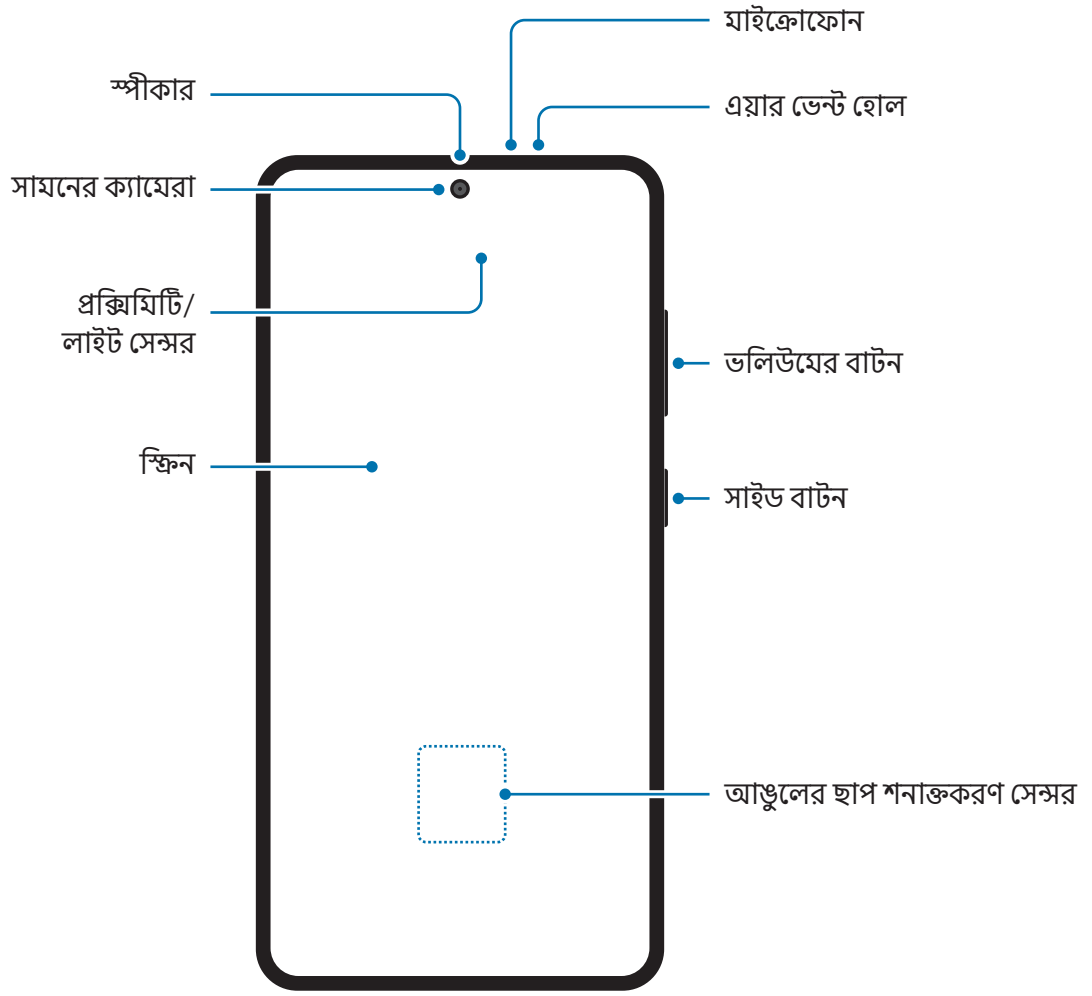 মাইক্রোফোন
স্পীকার
এয়ার ভেন্ট হোল
সামনের ক্যামেরা
প্রক্সিমিটি/
লাইট সেন্সর
ভলিউমের বাটন
স্ক্রিন
সাইড বাটন
আঙুলের ছাপ শনাক্তকরণ সেন্সর